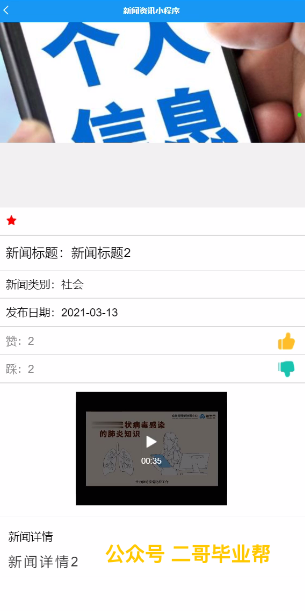 新闻资讯小程序
个人
信息
新闻标题：新闻标题2
新闻类别：社会
发布日期：2021-03-13
赞：2
踩：2
状病毒感染
的肺炎知识
00:35
新闻详情
新闻详情2
公众号 二哥毕业帮